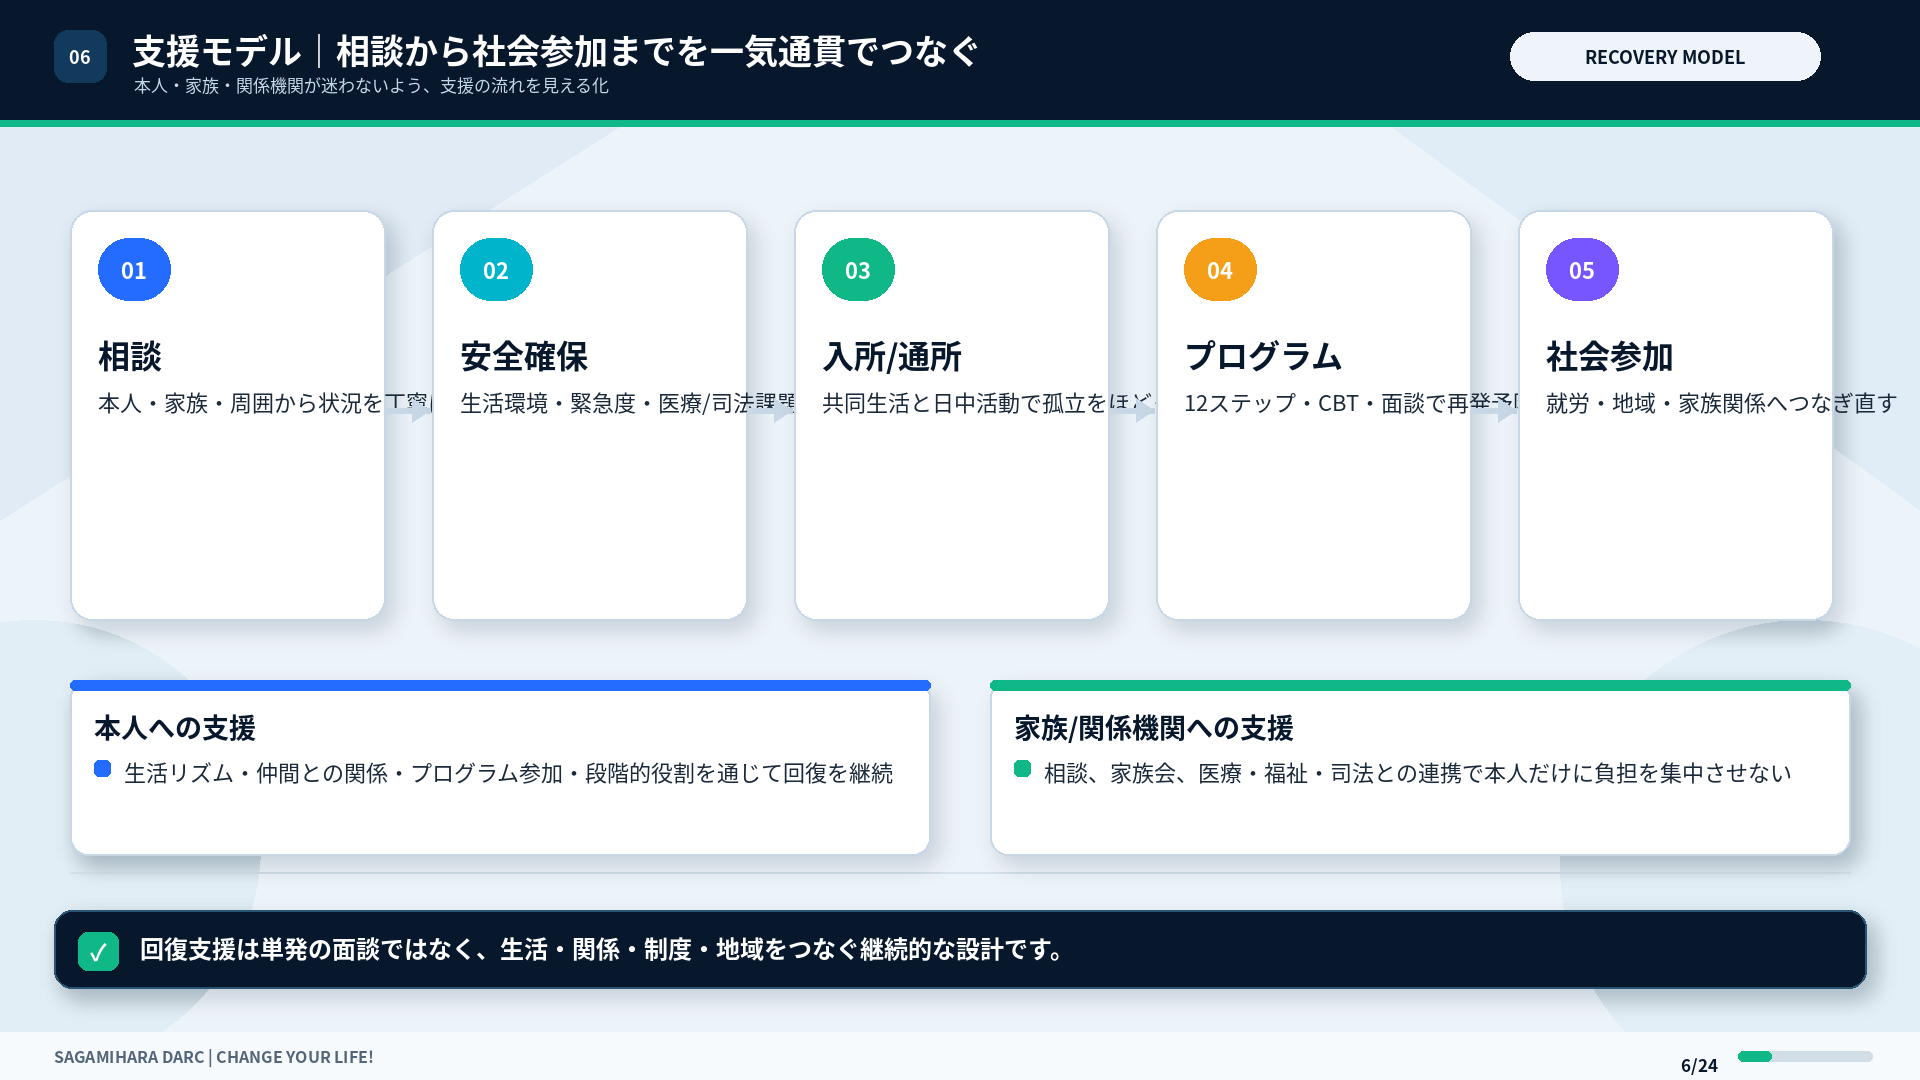 06
支援モデル｜相談から社会参加までを一気通貫でつなぐ
本人・家族・関係機関が迷わないよう、支援の流れを見える化
RECOVERY MODEL
01
相談
本人・家族・周囲から状況を丁寧
02
安全確保
生活環境・緊急度・医療/司法課題
03
入所/通所
共同生活と日中活動で孤立をほど
04
プログラム
12ステップ・CBT・面談で再発予
05
社会参加
就労・地域・家族関係へつなぎ直す
本人への支援
生活リズム・仲間との関係・プログラム参加・段階的役割を通じて回復を継続
家族/関係機関への支援
相談、家族会、医療・福祉・司法との連携で本人だけに負担を集中させない
✓ 回復支援は単発の面談ではなく、生活・関係・制度・地域をつなぐ継続的な設計です。
SAGAMIHARA DARC | CHANGE YOUR LIFE!
6/24